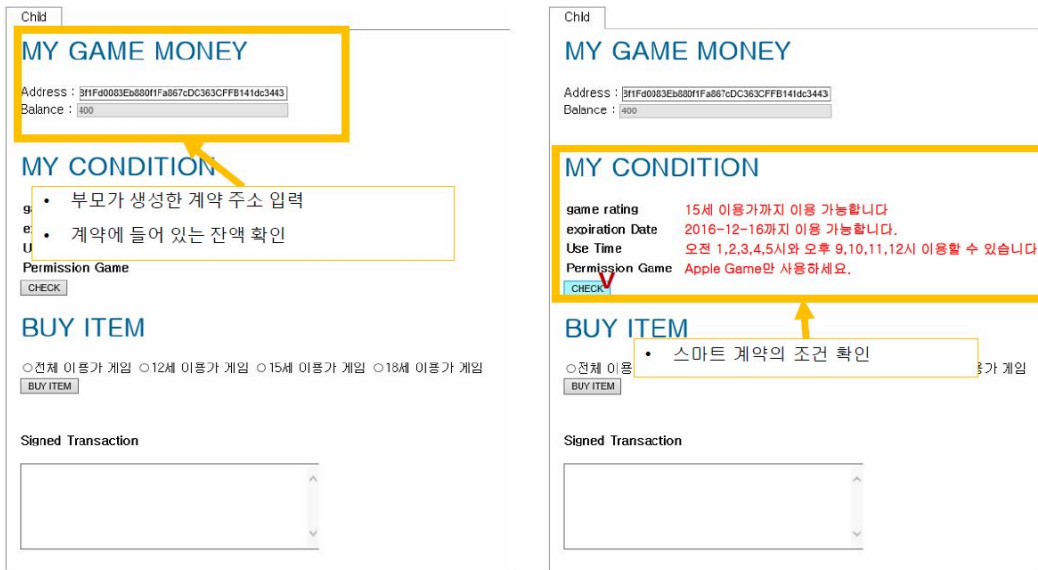 Child
MY GAME MONEY
Address : 3f1Fd0083Eb880f1Fa867cDC363CFFB141dc3443
Balance : 400
MY CONDITION
• 부모가 생성한 계약 주소 입력
• 계약에 들어 있는 잔액 확인
Permission Game
CHECK
BUY ITEM
○전체 이용가 게임 ○12세 이용가 게임 ○15세 이용가 게임 ○18세 이용가 게임
BUY ITEM
Signed Transaction
Child
MY GAME MONEY
Address : 3f1Fd0083Eb880f1Fa867cDC363CFFB141dc3443
Balance : 400
MY CONDITION
game rating 15세 이용가까지 이용 가능합니다
expiration Date 2016-12-16까지 이용 가능합니다.
Use Time 오전 1,2,3,4,5시와 오후 9,10,11,12시 이용할 수 있습니다
Permission Game Apple Game만 사용하세요.
CHECK V
BUY ITEM
• 스마트 계약의 조건 확인
○전체 이용 게임
BUY ITEM
Signed Transaction